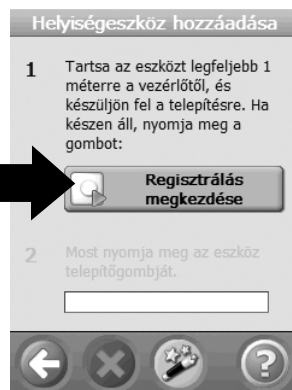 Helyiségeszköz hozzáadása
1 Tartsa az eszközt legfeljebb 1
méterre a vezérlőtől, és
készüljön fel a telepítésre. Ha
készen áll, nyomja meg a
gombot:
Regisztrálás
megkezdése
2 Most nyomja meg az eszköz
telepítőgombját.
?